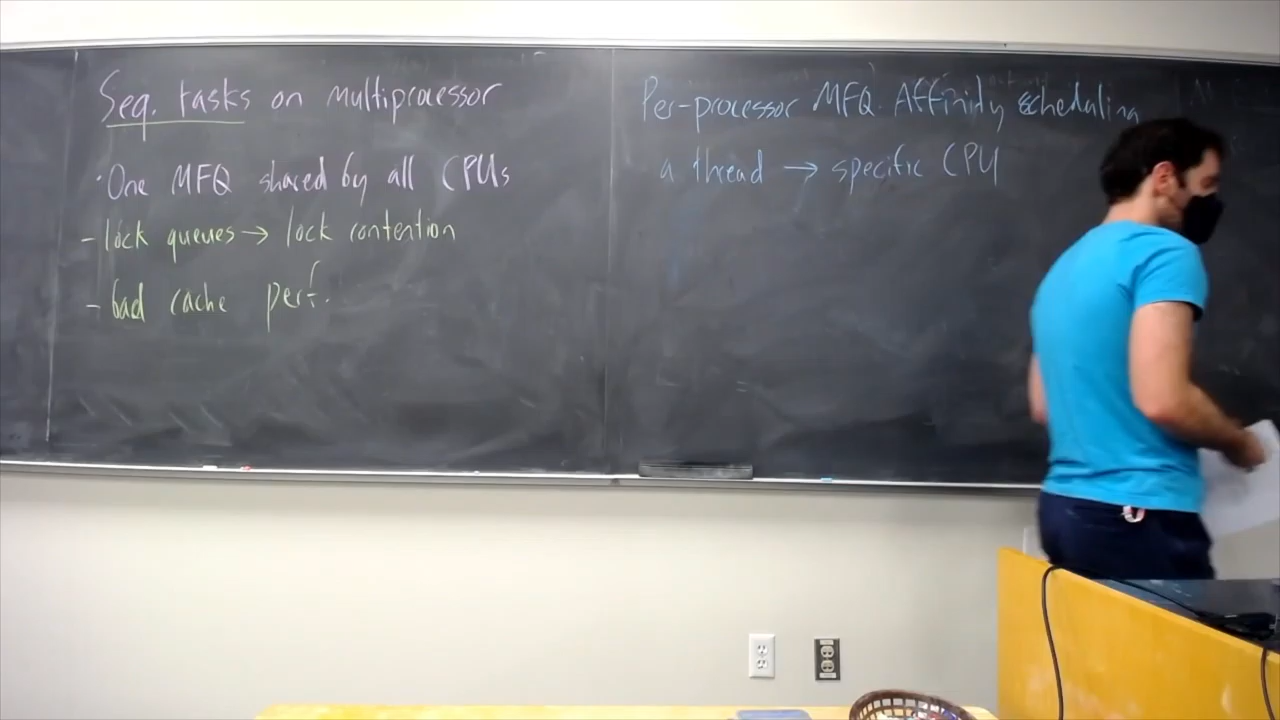 Seq. tasks on multiprocessor
· One MFQ shared by all CPUs
- lock queues → lock contention
- bad cache perf.
Per-processor MFQ. Affinity scheduling
a thread → specific CPU